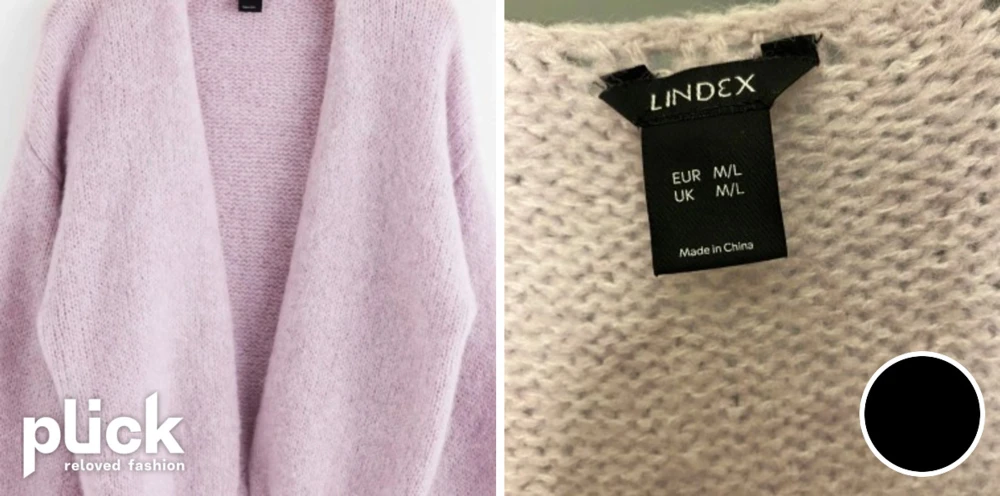 plick
reloved fashion
LINDEX
EUR M/L
UK M/L
Made in China